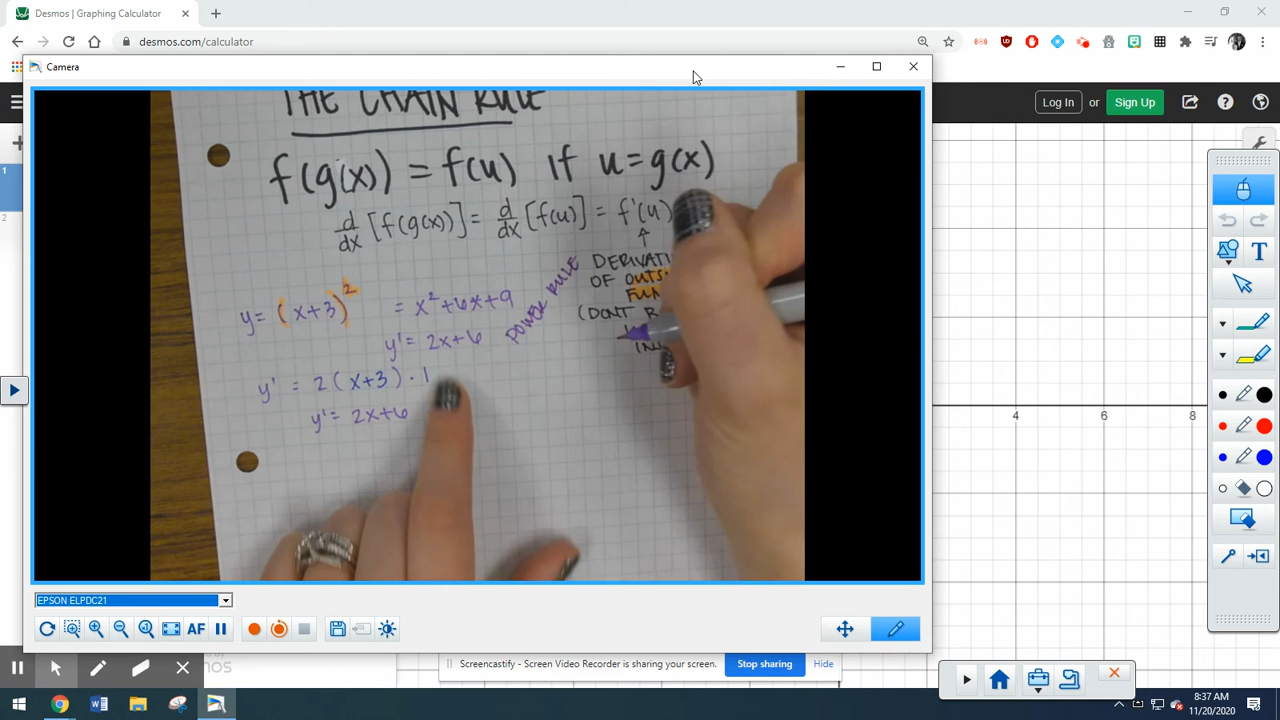 Desmos | Graphing Calculator
desmos.com/calculator
Camera
Log In or Sign Up
THE CHAIN RULE
f(g(x)) = f(u) if u=g(x)
d/dx [f(g(x))] = d/dx [f(u)] = f'(u)
↑
OF
(DONT
POWER RULE
y= (x+3)² = x²+6x+9
y'= 2x+6
y' = 2(x+3) · 1
y'= 2x+6
1
2
4
6
8
EPSON ELPDC21
AF
Screencastify - Screen Video Recorder is sharing your screen.
Stop sharing
Hide
8:37 AM
11/20/2020